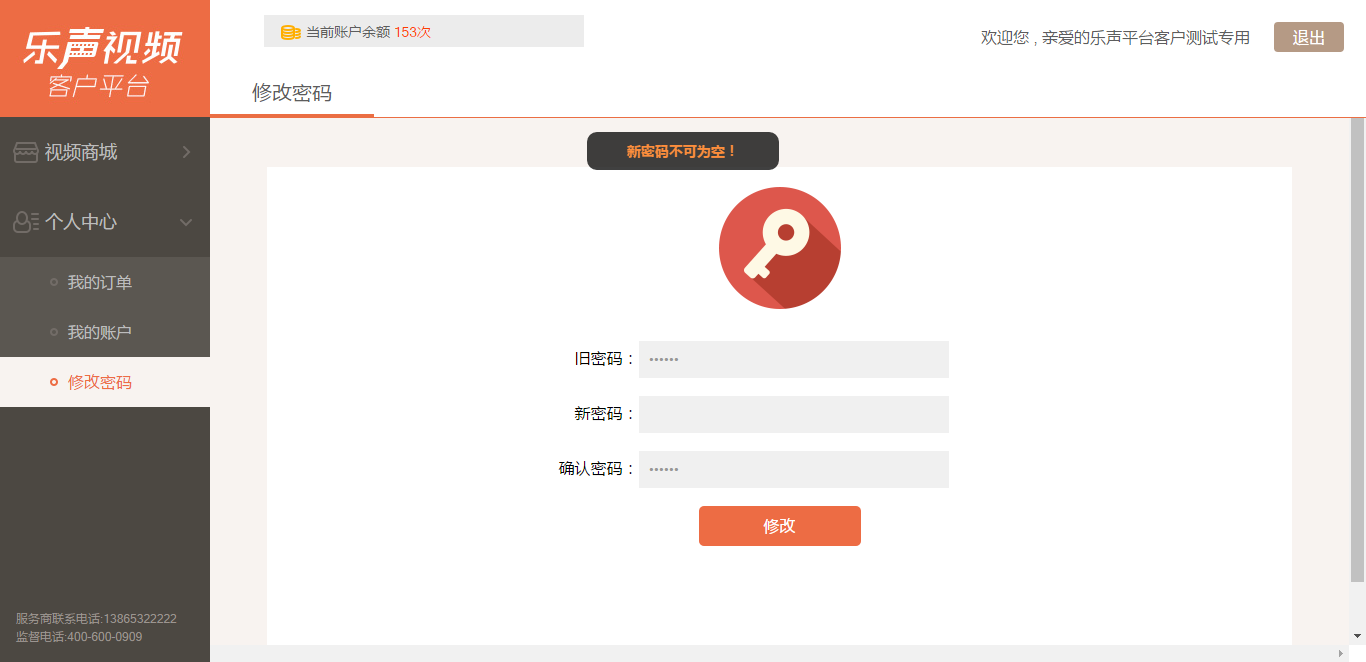 乐声视频
客户平台
当前账户余额 153次
欢迎您 , 亲爱的乐声平台客户测试专用
退出
修改密码
视频商城
个人中心
我的订单
我的账户
修改密码
新密码不可为空！
旧密码：
••••••
新密码：
确认密码：
••••••
修改
服务商联系电话:13865322222
监督电话:400-600-0909